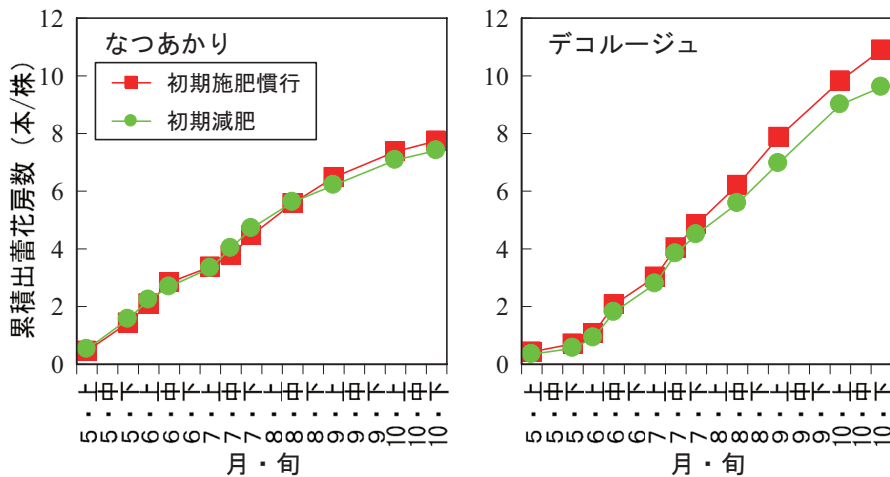 累積出蕾花房数（本/株）
12
10
8
6
4
2
0
なつあかり
初期施肥慣行
初期減肥
5・上
5・中
5・下
6・上
6・中
6・下
7・上
7・中
7・下
8・上
8・中
8・下
9・上
9・中
9・下
10・上
10・中
10・下
月・旬
12
10
8
6
4
2
0
デコルージュ
5・上
5・中
5・下
6・上
6・中
6・下
7・上
7・中
7・下
8・上
8・中
8・下
9・上
9・中
9・下
10・上
10・中
10・下
月・旬